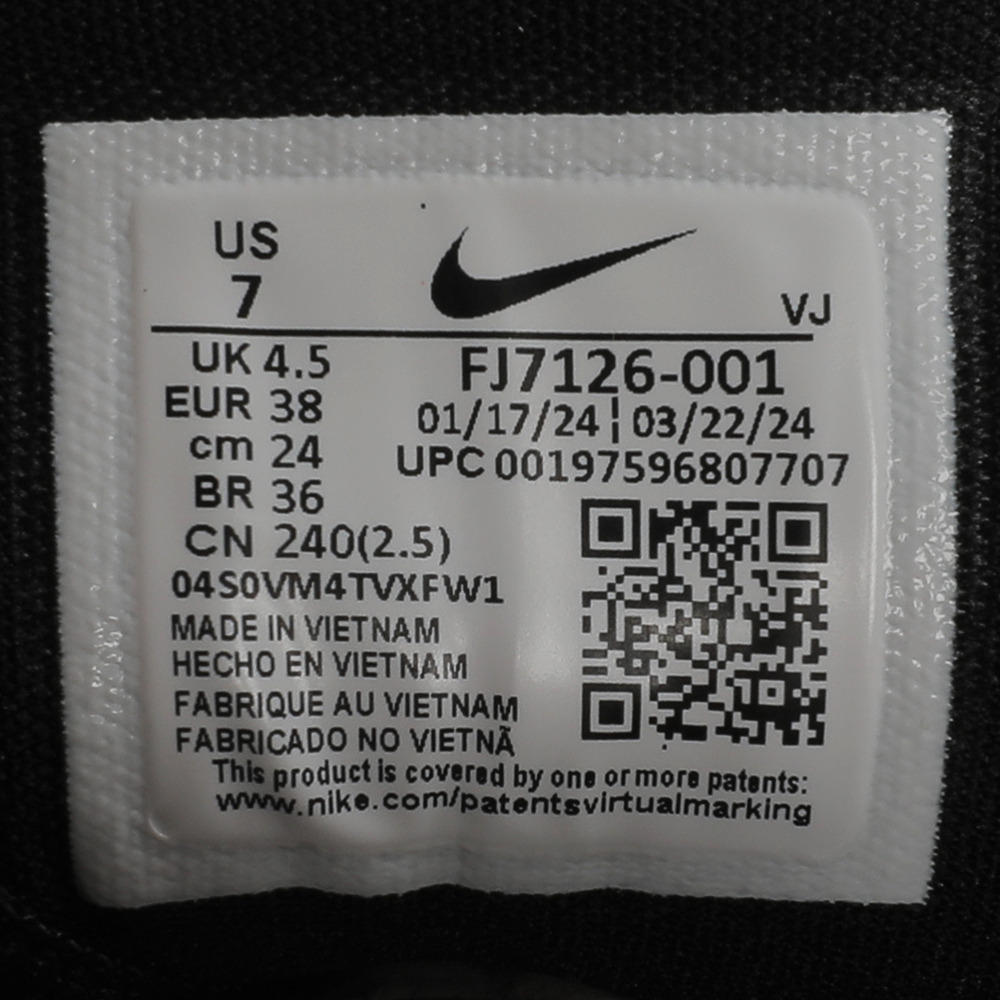 US
7
VJ
UK 4.5
EUR 38
cm 24
BR 36
CN 240(2.5)
FJ7126-001
01/17/24 ¦ 03/22/24
UPC 00197596807707
04S0VM4TVXFW1
MADE IN VIETNAM
HECHO EN VIETNAM
FABRIQUE AU VIETNAM
FABRICADO NO VIETNÃ
This product is covered by one or more patents:
www.nike.com/patentsvirtualmarking